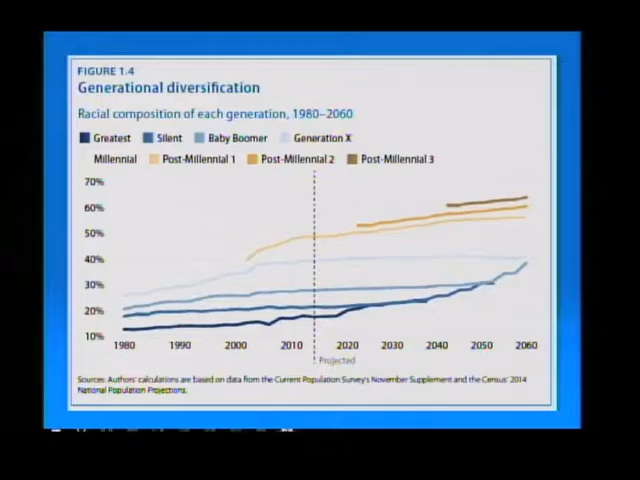 FIGURE 1.4
Generational diversification
Racial composition of each generation, 1980–2060
Greatest Silent Baby Boomer Generation X
Millennial Post-Millennial 1 Post-Millennial 2 Post-Millennial 3
70%
60%
50%
40%
30%
20%
10%
1980 1990 2000 2010 2020 2030 2040 2050 2060
Projected
Sources: Authors' calculations are based on data from the Current Population Survey's November Supplement and the Census' 2014
National Population Projections.